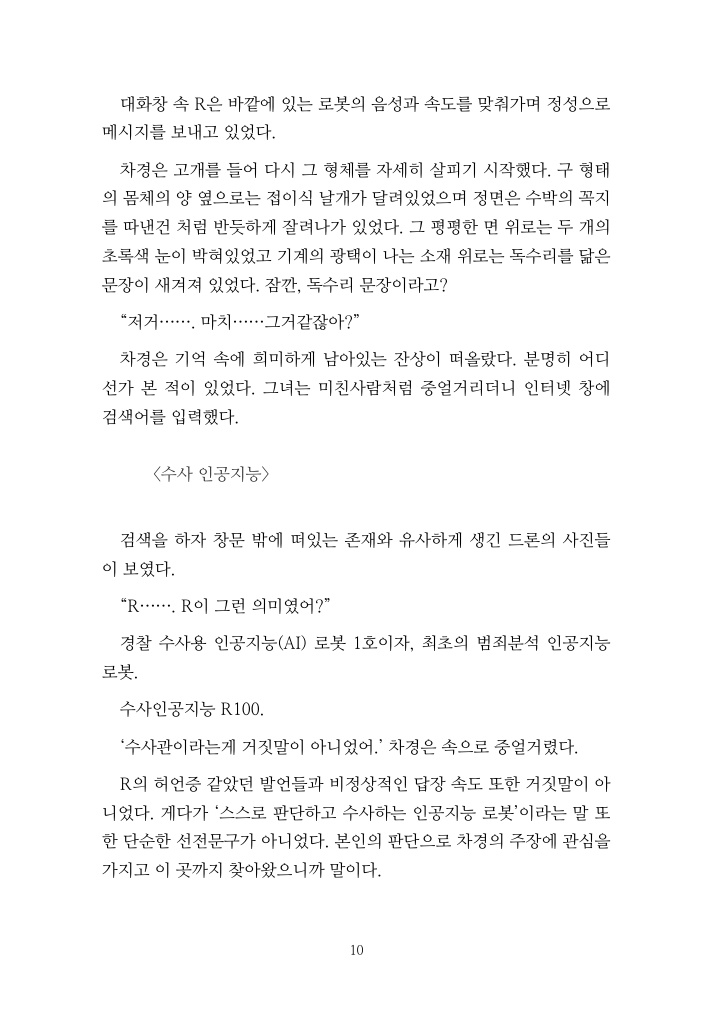 대화창 속 R은 바깥에 있는 로봇의 음성과 속도를 맞춰가며 정성으로
메시지를 보내고 있었다.
차경은 고개를 들어 다시 그 형체를 자세히 살피기 시작했다. 구 형태
의 몸체의 양 옆으로는 접이식 날개가 달려있었으며 정면은 수박의 꼭지
를 따낸건 처럼 반듯하게 잘려나가 있었다. 그 평평한 면 위로는 두 개의
초록색 눈이 박혀있었고 기계의 광택이 나는 소재 위로는 독수리를 닮은
문장이 새겨져 있었다. 잠깐, 독수리 문장이라고?
“저거……. 마치……그거같잖아?”
차경은 기억 속에 희미하게 남아있는 잔상이 떠올랐다. 분명히 어디
선가 본 적이 있었다. 그녀는 미친사람처럼 중얼거리더니 인터넷 창에
검색어를 입력했다.
〈수사 인공지능〉
검색을 하자 창문 밖에 떠있는 존재와 유사하게 생긴 드론의 사진들
이 보였다.
“R……. R이 그런 의미였어?”
경찰 수사용 인공지능(AI) 로봇 1호이자, 최초의 범죄분석 인공지능
로봇.
수사인공지능 R100.
‘수사관이라는게 거짓말이 아니었어.’ 차경은 속으로 중얼거렸다.
R의 허언증 같았던 발언들과 비정상적인 답장 속도 또한 거짓말이 아
니었다. 게다가 ‘스스로 판단하고 수사하는 인공지능 로봇’이라는 말 또
한 단순한 선전문구가 아니었다. 본인의 판단으로 차경의 주장에 관심을
가지고 이 곳까지 찾아왔으니까 말이다.
10